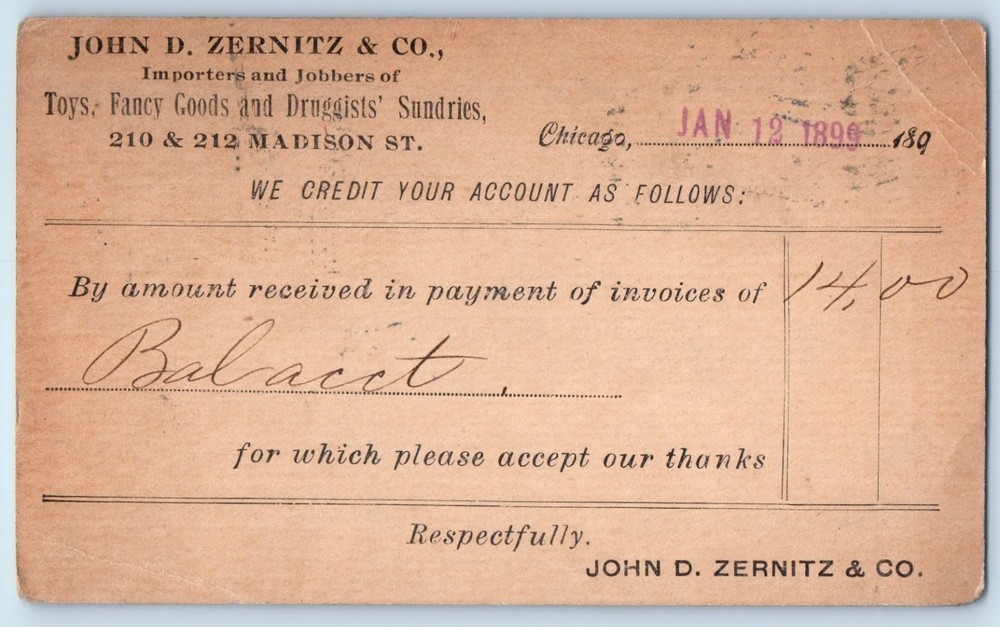 JOHN D. ZERNITZ & CO.,
Importers and Jobbers of
Toys, Fancy Goods and Druggists' Sundries,
210 & 212 MADISON ST.
Chicago, JAN 12 1899 189
WE CREDIT YOUR ACCOUNT AS FOLLOWS:
By amount received in payment of invoices of 14,00
Bal acct
for which please accept our thanks
Respectfully.
JOHN D. ZERNITZ & CO.